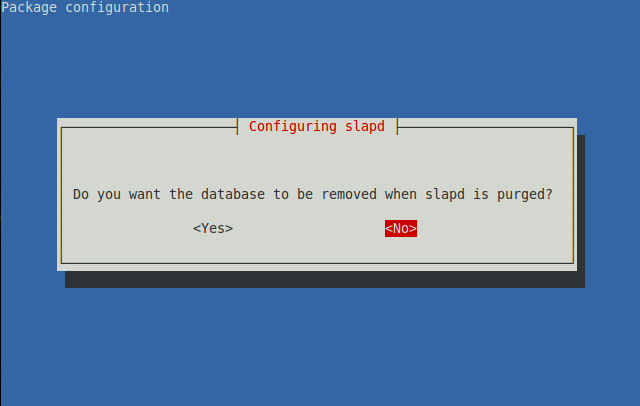 Package configuration
Configuring slapd
Do you want the database to be removed when slapd is purged?
<Yes> <No>